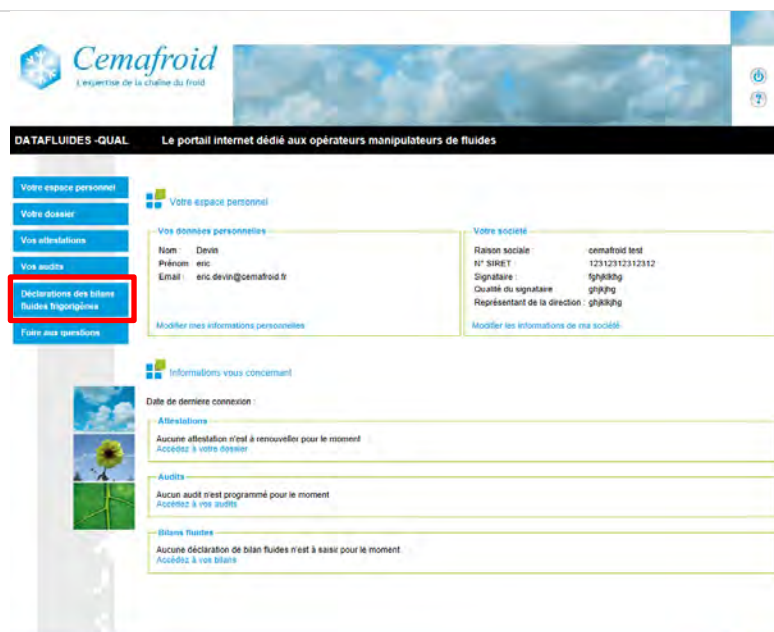 Cemafroid
L'expertise de la chaîne du froid
DATAFLUIDES -QUAL Le portail internet dédié aux opérateurs manipulateurs de fluides
Votre espace personnel
Votre dossier
Vos attestations
Vos audits
Déclarations des bilans
fluides frigorigènes
Foire aux questions
Votre espace personnel
Vos données personnelles
Nom : Devin
Prénom eric
Email : eric.devin@cemafroid.fr
Modifier mes informations personnelles
Votre société
Raison sociale : cemafroid test
N° SIRET : 12312312312312
Signataire : fghjklkhg
Qualité du signataire ghjkjhg
Représentant de la direction : ghjklkjhg
Modifier les informations de ma société
Informations vous concernant
Date de derniere connexion :
Attestations
Aucune attestation n'est à renouveller pour le moment
Accédez à votre dossier
Audits
Aucun audit n'est programmé pour le moment
Accédez à vos audits
Bilans fluides
Aucune déclaration de bilan fluides n'est à saisir pour le moment.
Accédez à vos bilans